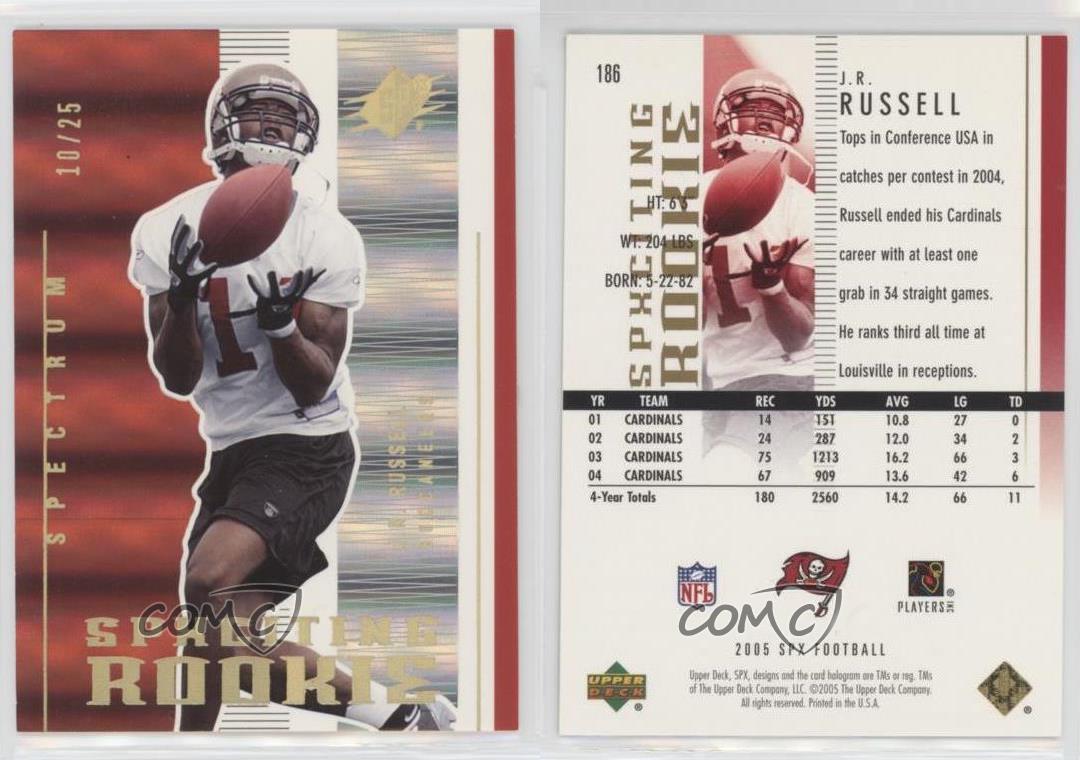 10/25
SPECTRUM
SPX
J.R. RUSSELL
BUCCANEERS
SPXCITING
ROOKIE
COMC
186
SPXCITING
ROOKIE
HT: 6'3"
WT: 204 LBS
BORN: 5-22-82
J.R.
RUSSELL
Tops in Conference USA in
catches per contest in 2004,
Russell ended his Cardinals
career with at least one
grab in 34 straight games.
He ranks third all time at
Louisville in receptions.
YR TEAM REC YDS AVG LG TD
01 CARDINALS 14 151 10.8 27 0
02 CARDINALS 24 287 12.0 34 2
03 CARDINALS 75 1213 16.2 66 3
04 CARDINALS 67 909 13.6 42 6
4-Year Totals 180 2560 14.2 66 11
NFL
PLAYERS INC ®
COMC
2005 SPX FOOTBALL
UPPER DECK ®
Upper Deck, SPX, designs and the card hologram are TMs or reg. TMs
of The Upper Deck Company, LLC. ©2005 The Upper Deck Company.
All rights reserved. Printed in the U.S.A.
®